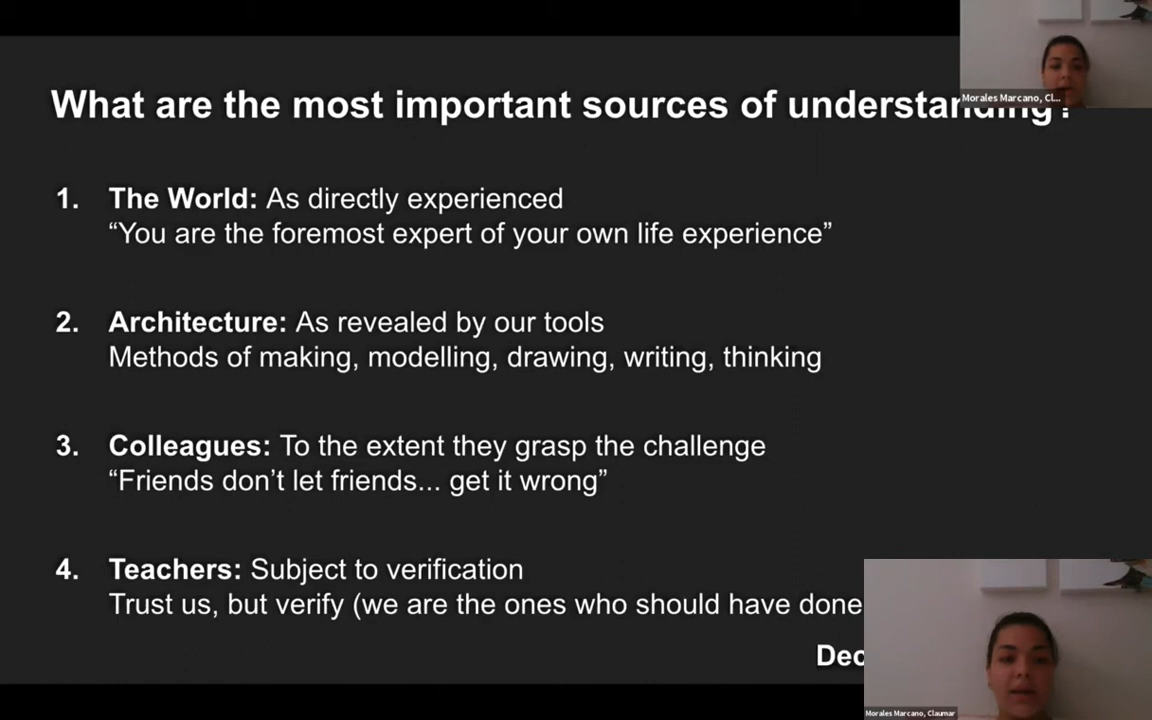 What are the most important sources of understanding?
Morales Marcano, Cl...
1. The World: As directly experienced
“You are the foremost expert of your own life experience”
2. Architecture: As revealed by our tools
Methods of making, modelling, drawing, writing, thinking
3. Colleagues: To the extent they grasp the challenge
“Friends don’t let friends... get it wrong”
4. Teachers: Subject to verification
Trust us, but verify (we are the ones who should have done
Dec
Morales Marcano, Claumar